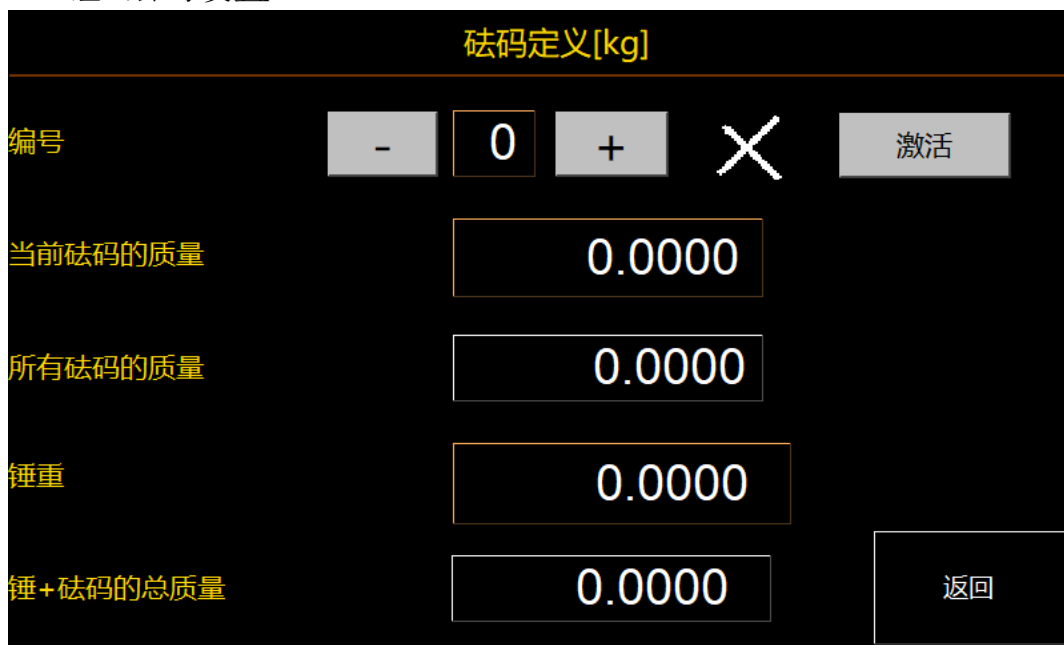 砝码定义[kg]
编号 - 0 + 激活
当前砝码的质量 0.0000
所有砝码的质量 0.0000
锤重 0.0000
锤+砝码的总质量 0.0000 返回